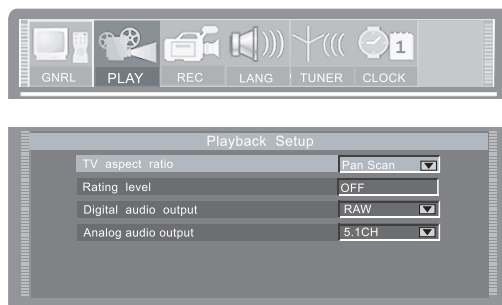 1
GNRL PLAY REC LANG TUNER CLOCK
Playback Setup
TV aspect ratio Pan Scan
Rating level OFF
Digital audio output RAW
Analog audio output 5.1CH